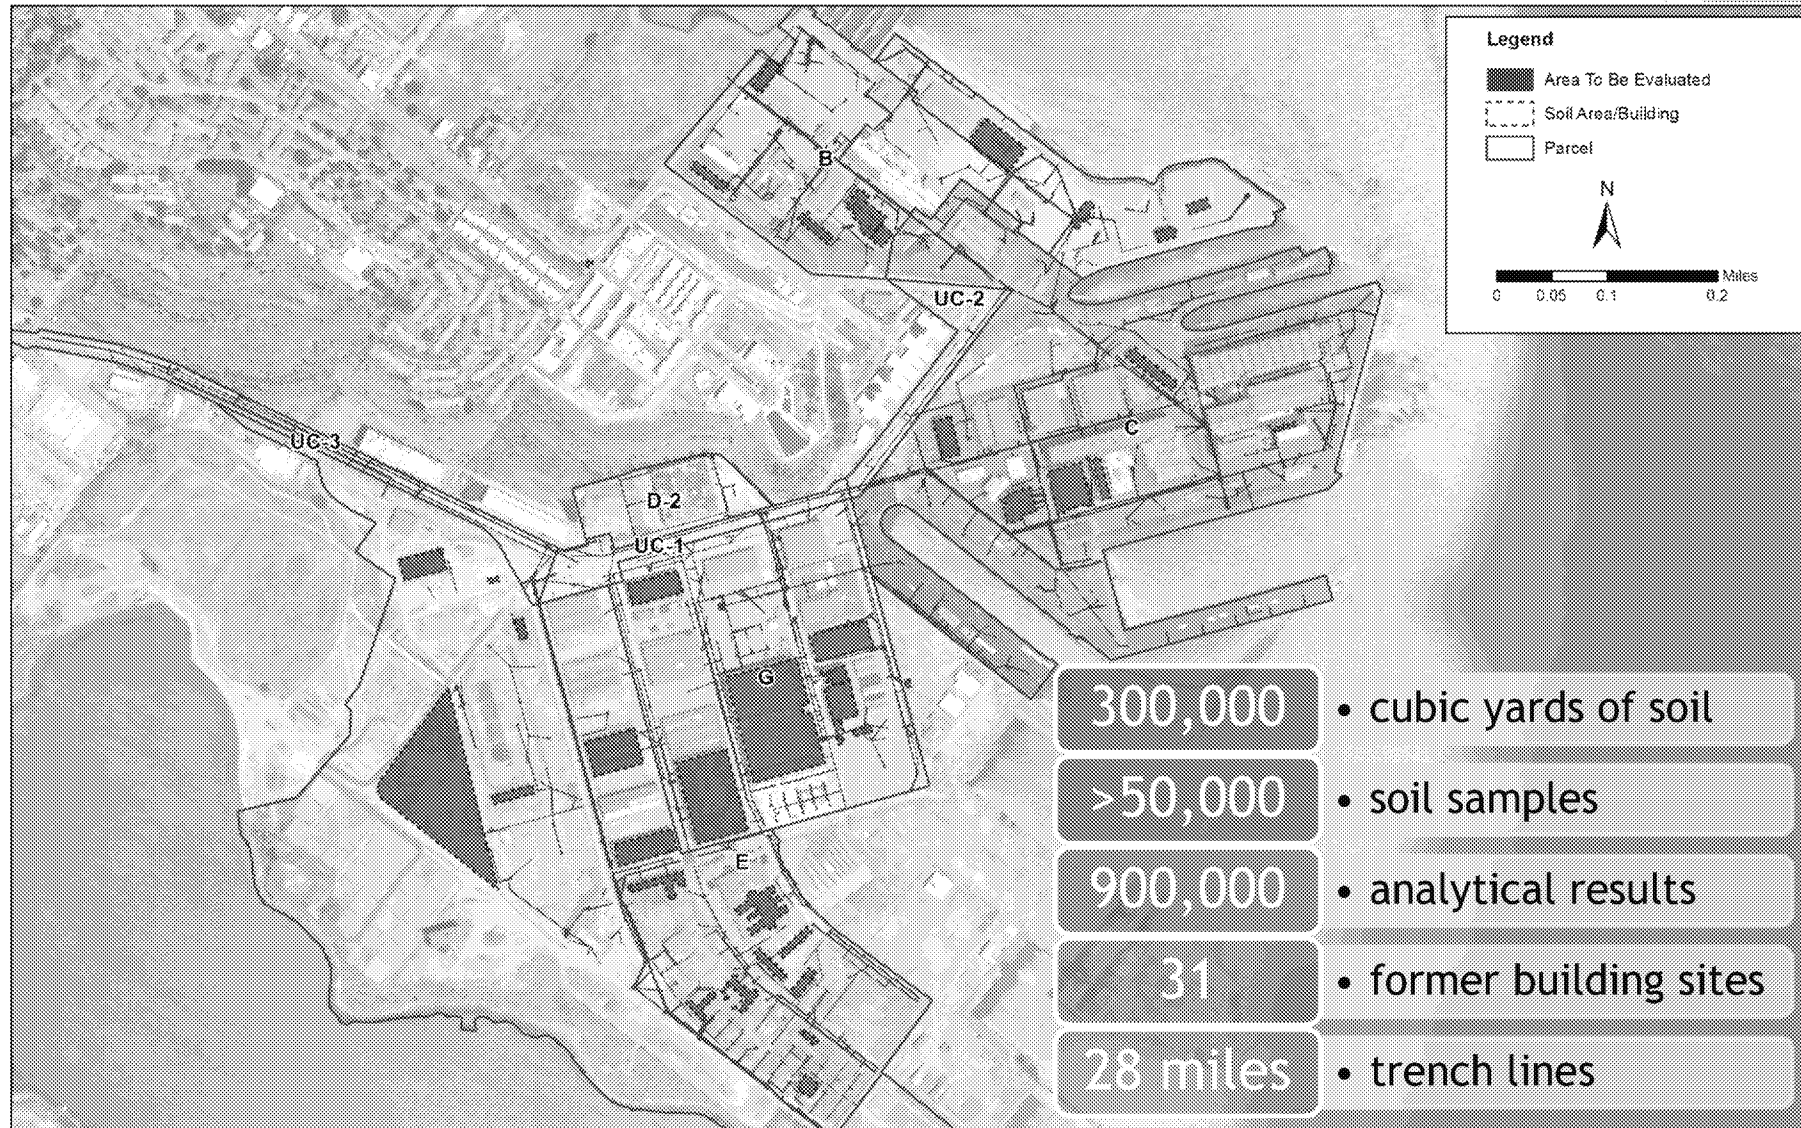 Legend
Area To Be Evaluated
Soil Area/Building
Parcel
N
Miles
0 0.05 0.1 0.2
B
UC-2
C
UC-3
D-2
UC-1
G
E
300,000 • cubic yards of soil
>50,000 • soil samples
900,000 • analytical results
31 • former building sites
28 miles • trench lines